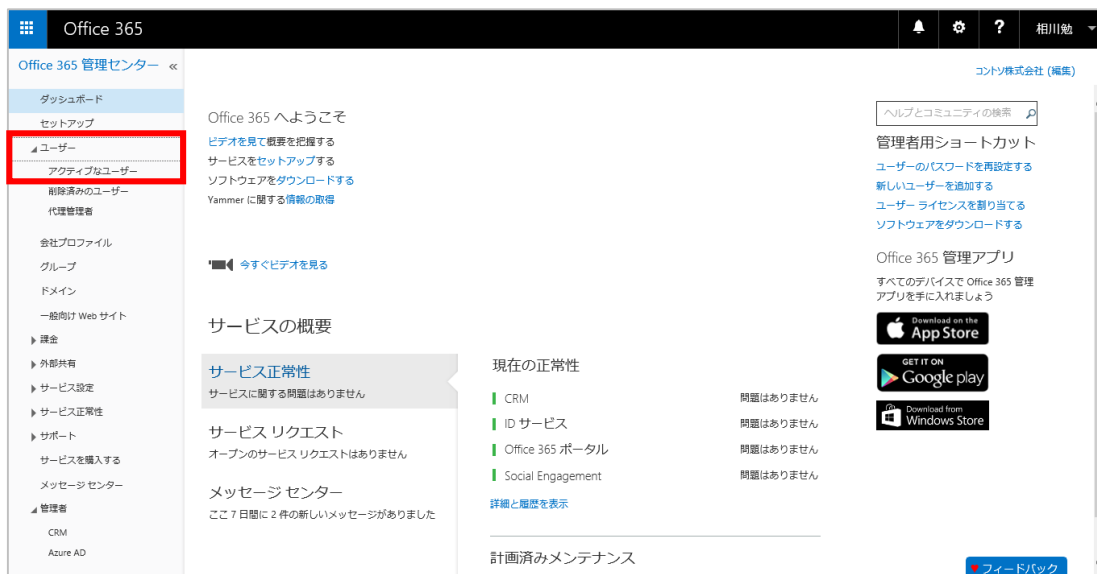 Office 365
相川勉
Office 365 管理センター «
コントソ株式会社 (編集)
ダッシュボード
セットアップ
ユーザー
アクティブなユーザー
削除済みのユーザー
代理管理者
会社プロファイル
グループ
ドメイン
一般向け Web サイト
課金
外部共有
サービス設定
サービス正常性
サポート
サービスを購入する
メッセージ センター
管理者
CRM
Azure AD
Office 365 へようこそ
ビデオを見て概要を把握する
サービスをセットアップする
ソフトウェアをダウンロードする
Yammer に関する情報の取得
今すぐビデオを見る
サービスの概要
サービス正常性
サービスに関する問題はありません
サービス リクエスト
オープンのサービス リクエストはありません
メッセージ センター
ここ 7 日間に 2 件の新しいメッセージがありました
現在の正常性
CRM 問題はありません
ID サービス 問題はありません
Office 365 ポータル 問題はありません
Social Engagement 問題はありません
詳細と履歴を表示
計画済みメンテナンス
ヘルプとコミュニティの検索
管理者用ショートカット
ユーザーのパスワードを再設定する
新しいユーザーを追加する
ユーザー ライセンスを割り当てる
ソフトウェアをダウンロードする
Office 365 管理アプリ
すべてのデバイスで Office 365 管理
アプリを手に入れましょう
Download on the
App Store
GET IT ON
Google play
Download from
Windows Store
フィードバック